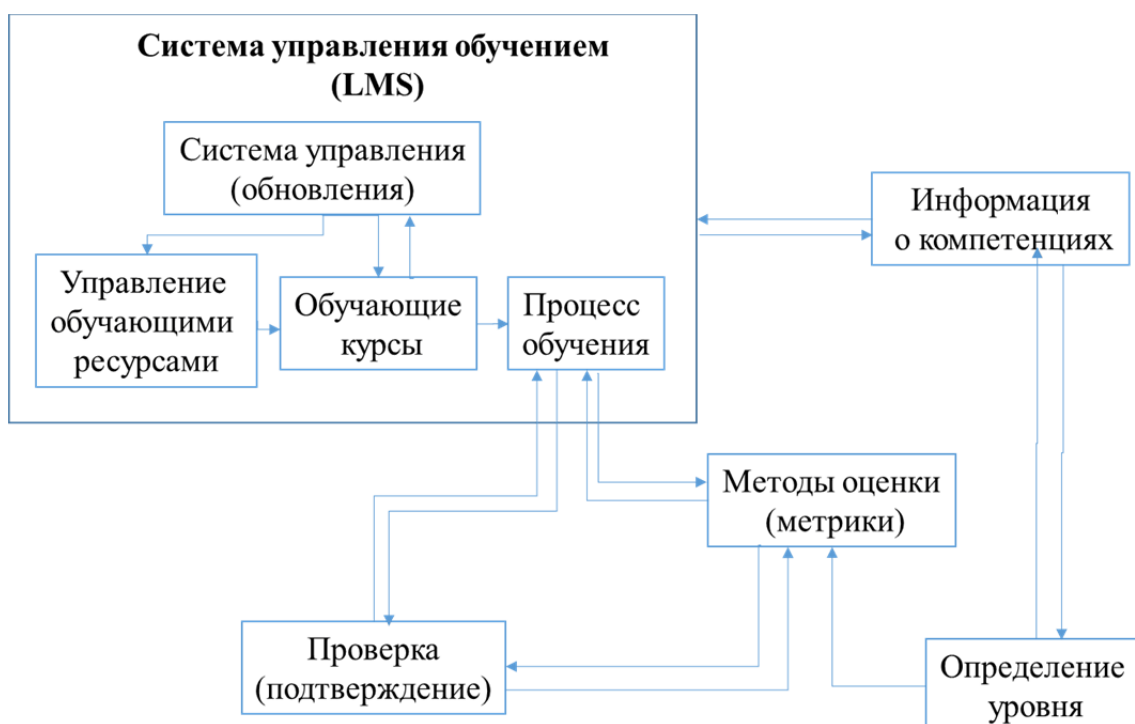 Система управления обучением
(LMS)
Система управления
(обновления)
Информация
о компетенциях
Управление
обучающими
ресурсами
Обучающие
курсы
Процесс
обучения
Методы оценки
(метрики)
Проверка
(подтверждение)
Определение
уровня